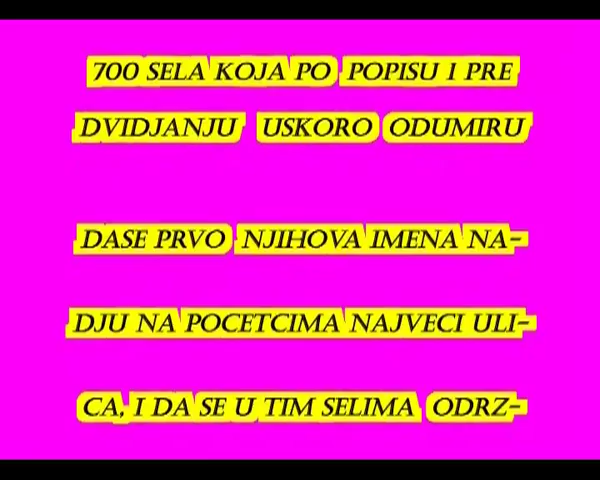 700 SELA KOJA PO POPISU I PRE
DVIDJANJU USKORO ODUMIRU
DASE PRVO NJIHOVA IMENA NA-
DJU NA POCETCIMA NAJVECI ULI-
CA, I DA SE U TIM SELIMA ODRZ-